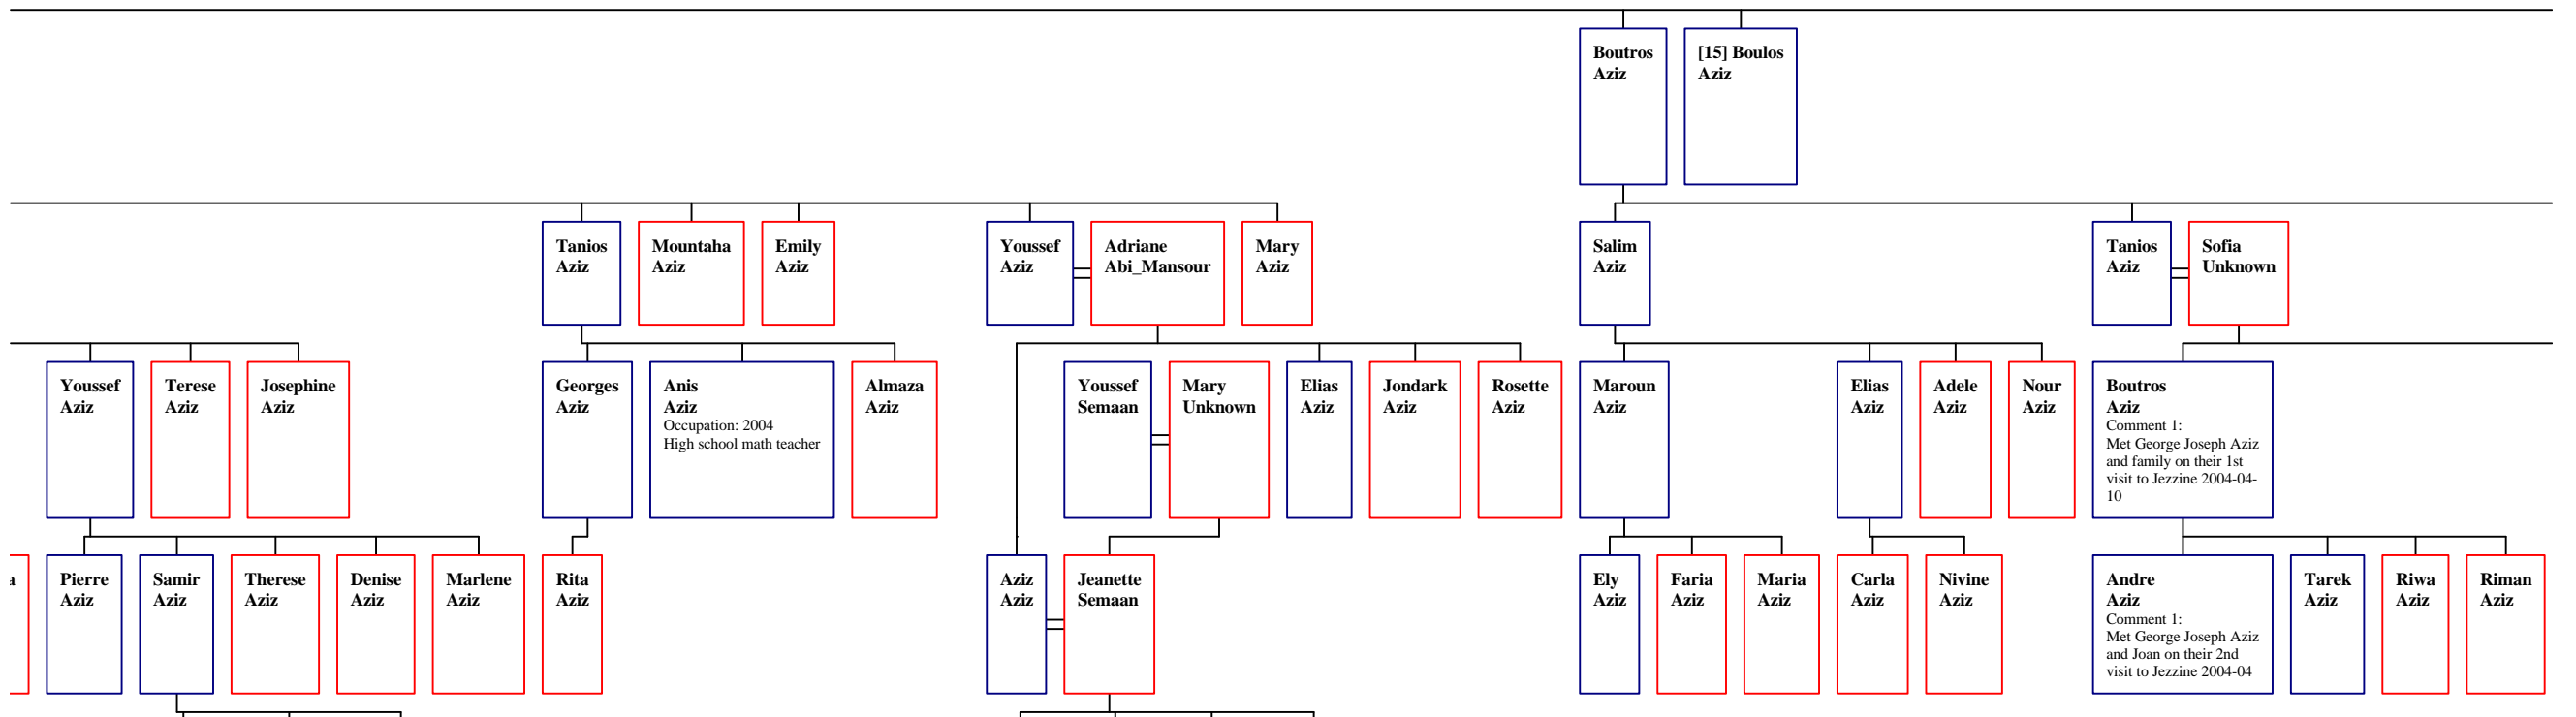 Boutros
Aziz
[15] Boulos
Aziz
Tanios
Aziz
Mountaha
Aziz
Emily
Aziz
Youssef
Aziz
Adriane
Abi_Mansour
Mary
Aziz
Salim
Aziz
Tanios
Aziz
Sofia
Unknown
Youssef
Aziz
Terese
Aziz
Josephine
Aziz
Georges
Aziz
Anis
Aziz
Occupation: 2004
High school math teacher
Almaza
Aziz
Youssef
Semaan
Mary
Unknown
Elias
Aziz
Jondark
Aziz
Rosette
Aziz
Maroun
Aziz
Elias
Aziz
Adele
Aziz
Nour
Aziz
Boutros
Aziz
Comment 1:
Met George Joseph Aziz
and family on their 1st
visit to Jezzine 2004-04-
10
a
Pierre
Aziz
Samir
Aziz
Therese
Aziz
Denise
Aziz
Marlene
Aziz
Rita
Aziz
Aziz
Aziz
Jeanette
Semaan
Ely
Aziz
Faria
Aziz
Maria
Aziz
Carla
Aziz
Nivine
Aziz
Andre
Aziz
Comment 1:
Met George Joseph Aziz
and Joan on their 2nd
visit to Jezzine 2004-04
Tarek
Aziz
Riwa
Aziz
Riman
Aziz